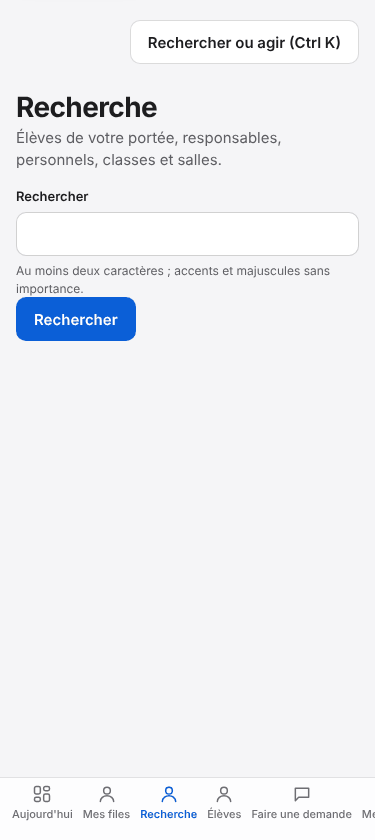 Rechercher ou agir (Ctrl K)
Recherche
Élèves de votre portée, responsables,
personnels, classes et salles.
Rechercher
Au moins deux caractères ; accents et majuscules sans
importance.
Rechercher
Aujourd'hui
Mes files
Recherche
Élèves
Faire une demande